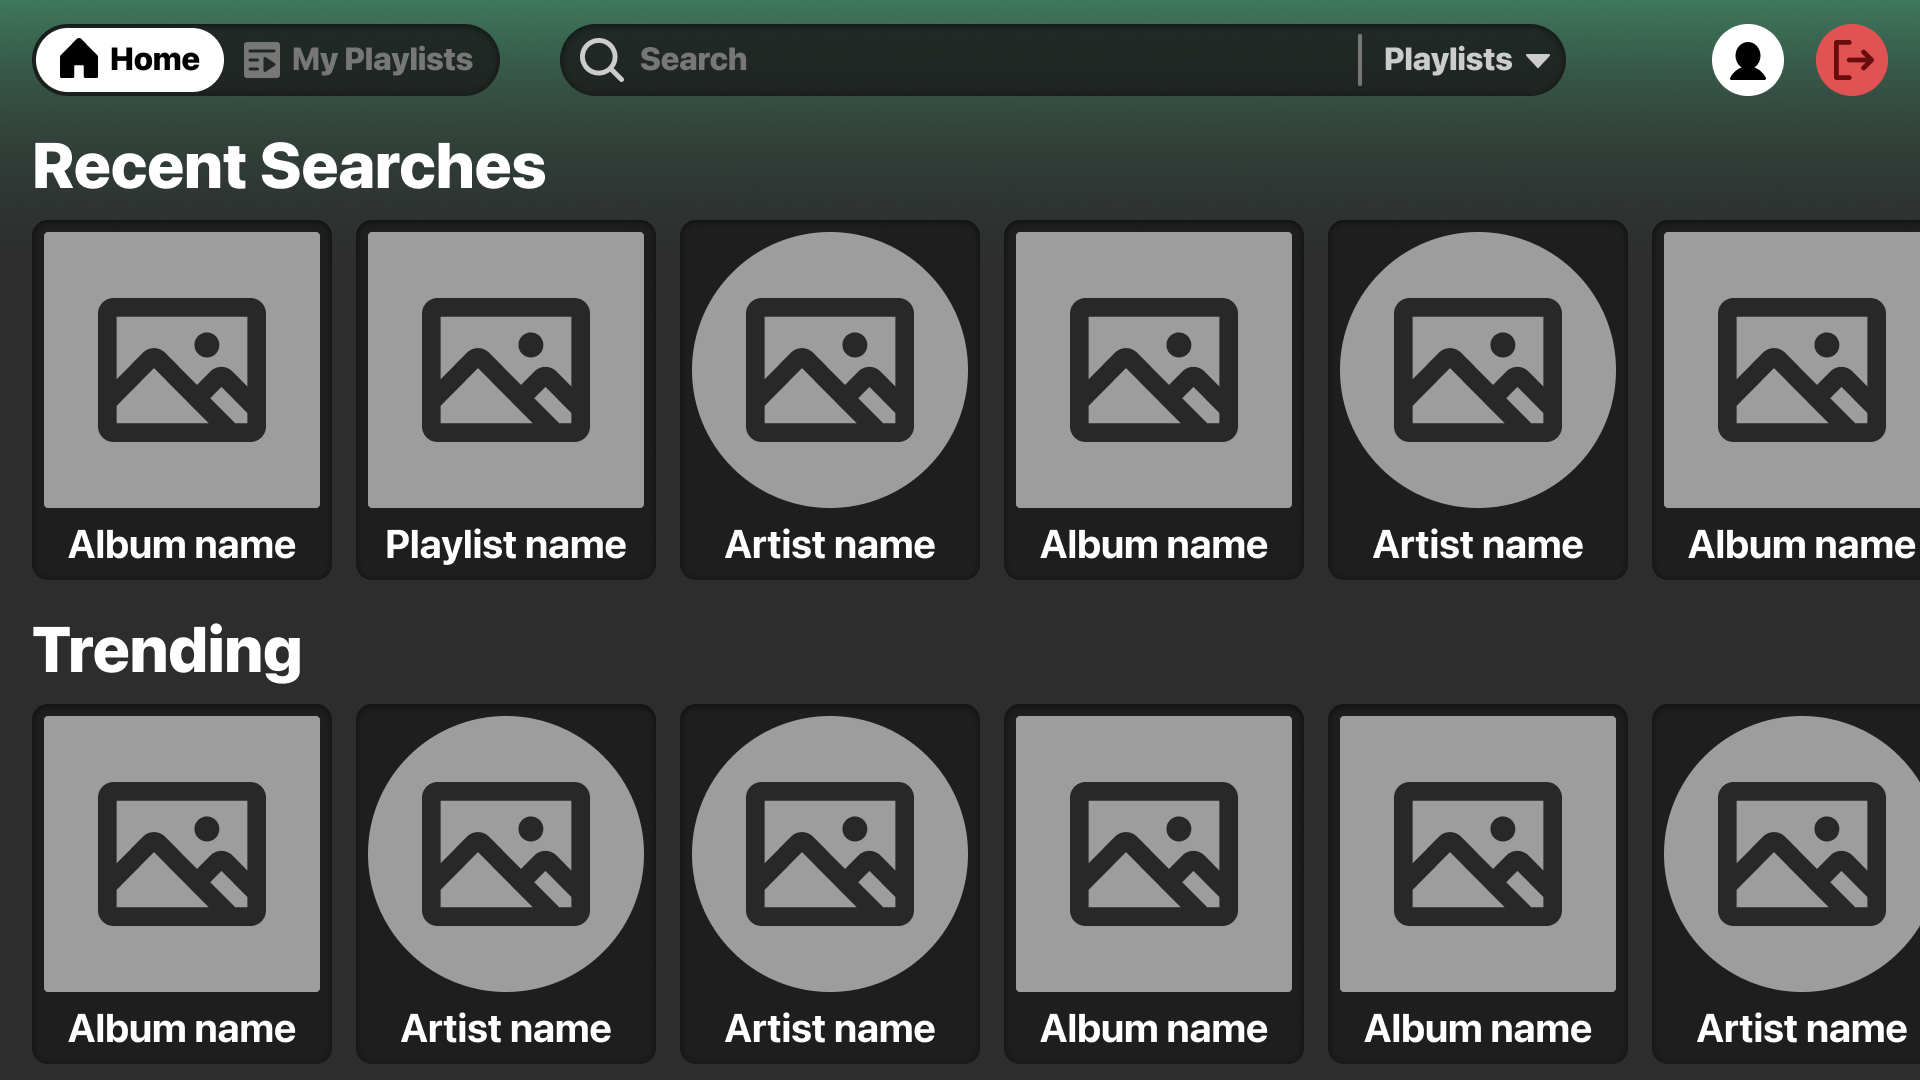 Home My Playlists Search Playlists
Recent Searches
Album name Playlist name Artist name Album name Artist name Album name
Trending
Album name Artist name Artist name Album name Album name Artist name